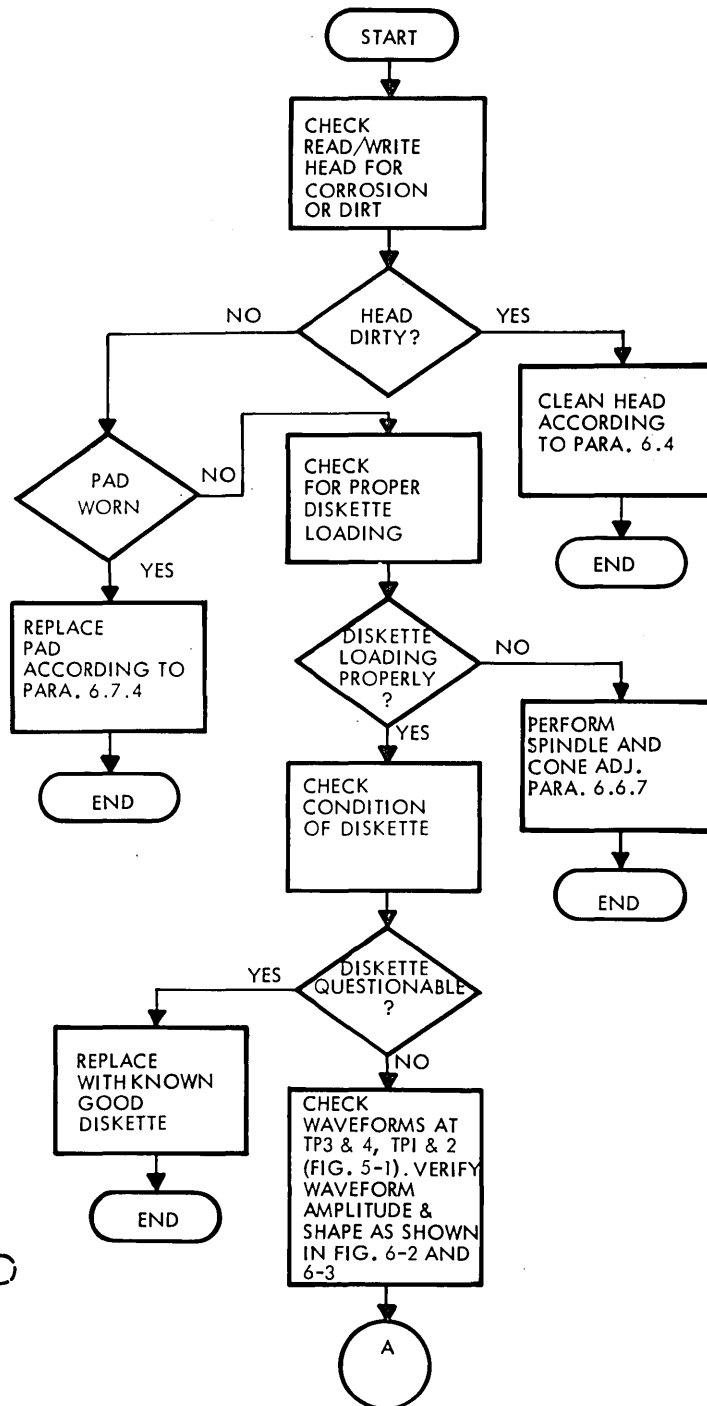 START
CHECK
READ/WRITE
HEAD FOR
CORROSION
OR DIRT
NO
HEAD
DIRTY?
YES
CLEAN HEAD
ACCORDING
TO PARA. 6.4
END
PAD
WORN
NO
CHECK
FOR PROPER
DISKETTE
LOADING
YES
REPLACE
PAD
ACCORDING TO
PARA. 6.7.4
END
DISKETTE
LOADING
PROPERLY
?
NO
YES
PERFORM
SPINDLE AND
CONE ADJ.
PARA. 6.6.7
END
CHECK
CONDITION
OF DISKETTE
DISKETTE
QUESTIONABLE
?
YES
NO
REPLACE
WITH KNOWN
GOOD
DISKETTE
END
CHECK
WAVEFORMS AT
TP3 & 4, TP1 & 2
(FIG. 5-1). VERIFY
WAVEFORM
AMPLITUDE &
SHAPE AS SHOWN
IN FIG. 6-2 AND
6-3
A